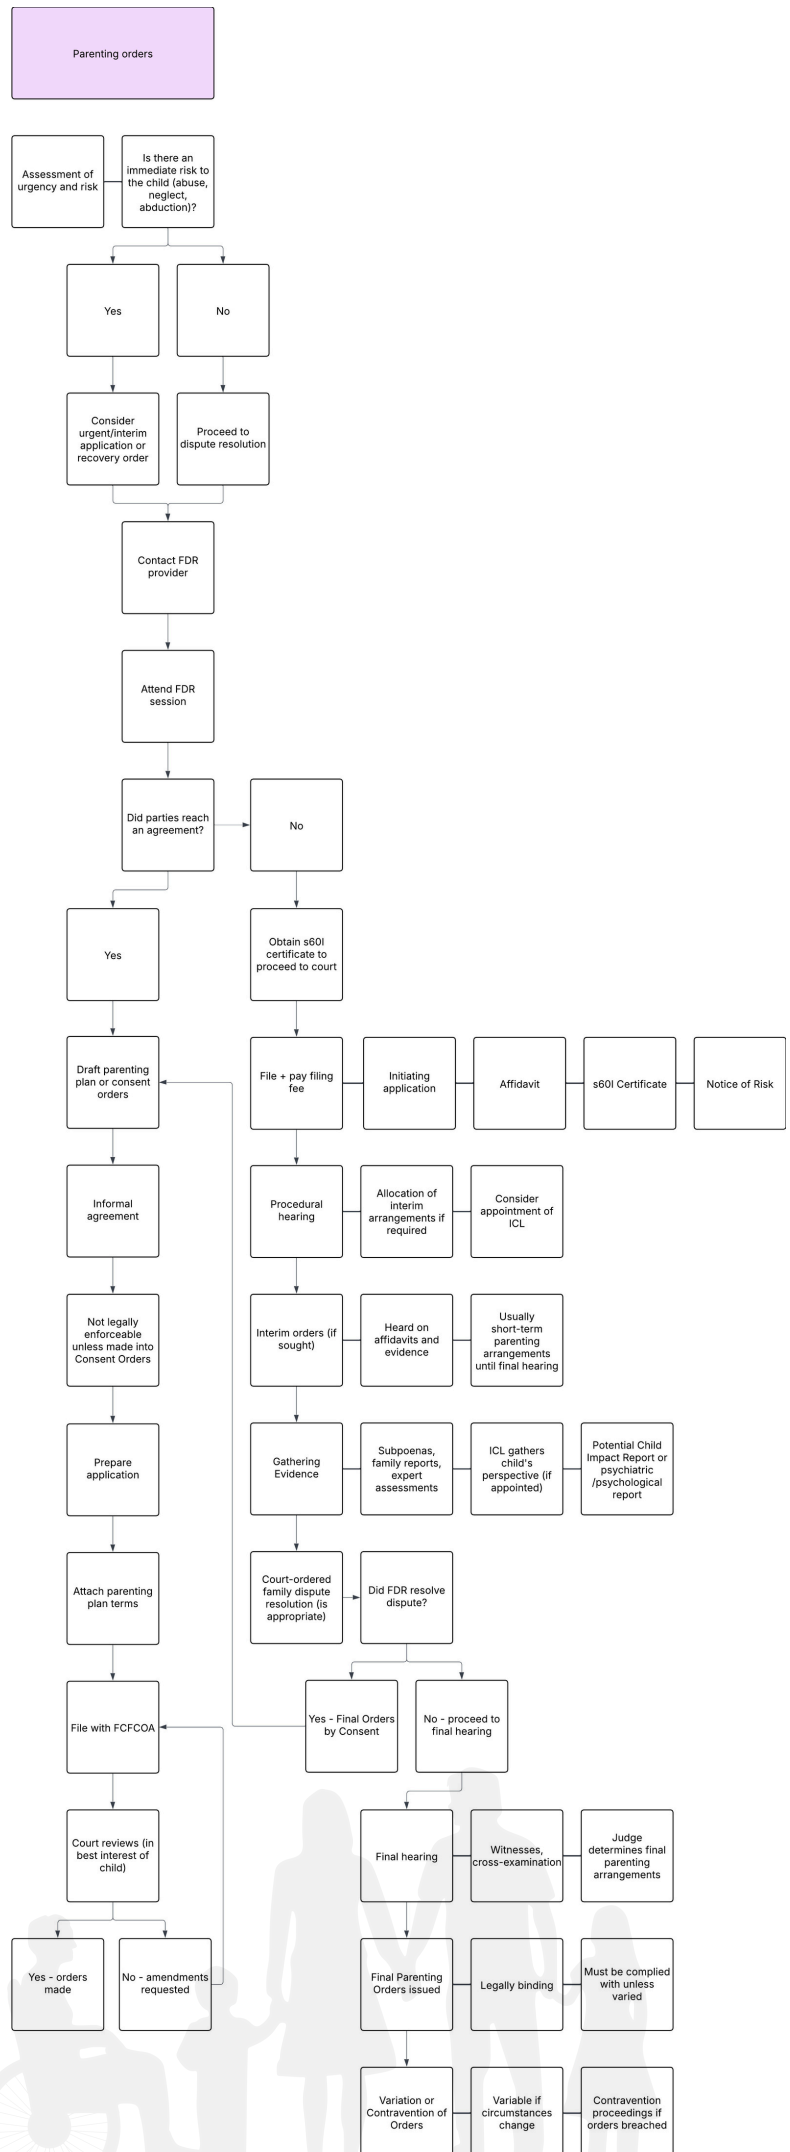 Parenting orders
Assessment of
urgency and risk
Is there an
immediate risk to
the child (abuse,
neglect,
abduction)?
Yes
No
Consider
urgent/interim
application or
recovery order
Proceed to
dispute resolution
Contact FDR
provider
Attend FDR
session
Did parties reach
an agreement?
No
Yes
Obtain s60I
certificate to
proceed to court
Draft parenting
plan or consent
orders
File + pay filing
fee
Initiating
application
Affidavit
s60I Certificate
Notice of Risk
Informal
agreement
Procedural
hearing
Allocation of
interim
arrangements if
required
Consider
appointment of
ICL
Not legally
enforceable
unless made into
Consent Orders
Interim orders (if
sought)
Heard on
affidavits and
evidence
Usually
short-term
parenting
arrangements
until final hearing
Prepare
application
Gathering
Evidence
Subpoenas,
family reports,
expert
assessments
ICL gathers
child's
perspective (if
appointed)
Potential Child
Impact Report or
psychiatric
/psychological
report
Attach parenting
plan terms
Court-ordered
family dispute
resolution (is
appropriate)
Did FDR resolve
dispute?
File with FCFCOA
Yes - Final Orders
by Consent
No - proceed to
final hearing
Court reviews (in
best interest of
child)
Final hearing
Witnesses,
cross-examination
Judge
determines final
parenting
arrangements
Yes - orders
made
No - amendments
requested
Final Parenting
Orders issued
Legally binding
Must be complied
with unless
varied
Variation or
Contravention of
Orders
Variable if
circumstances
change
Contravention
proceedings if
orders breached